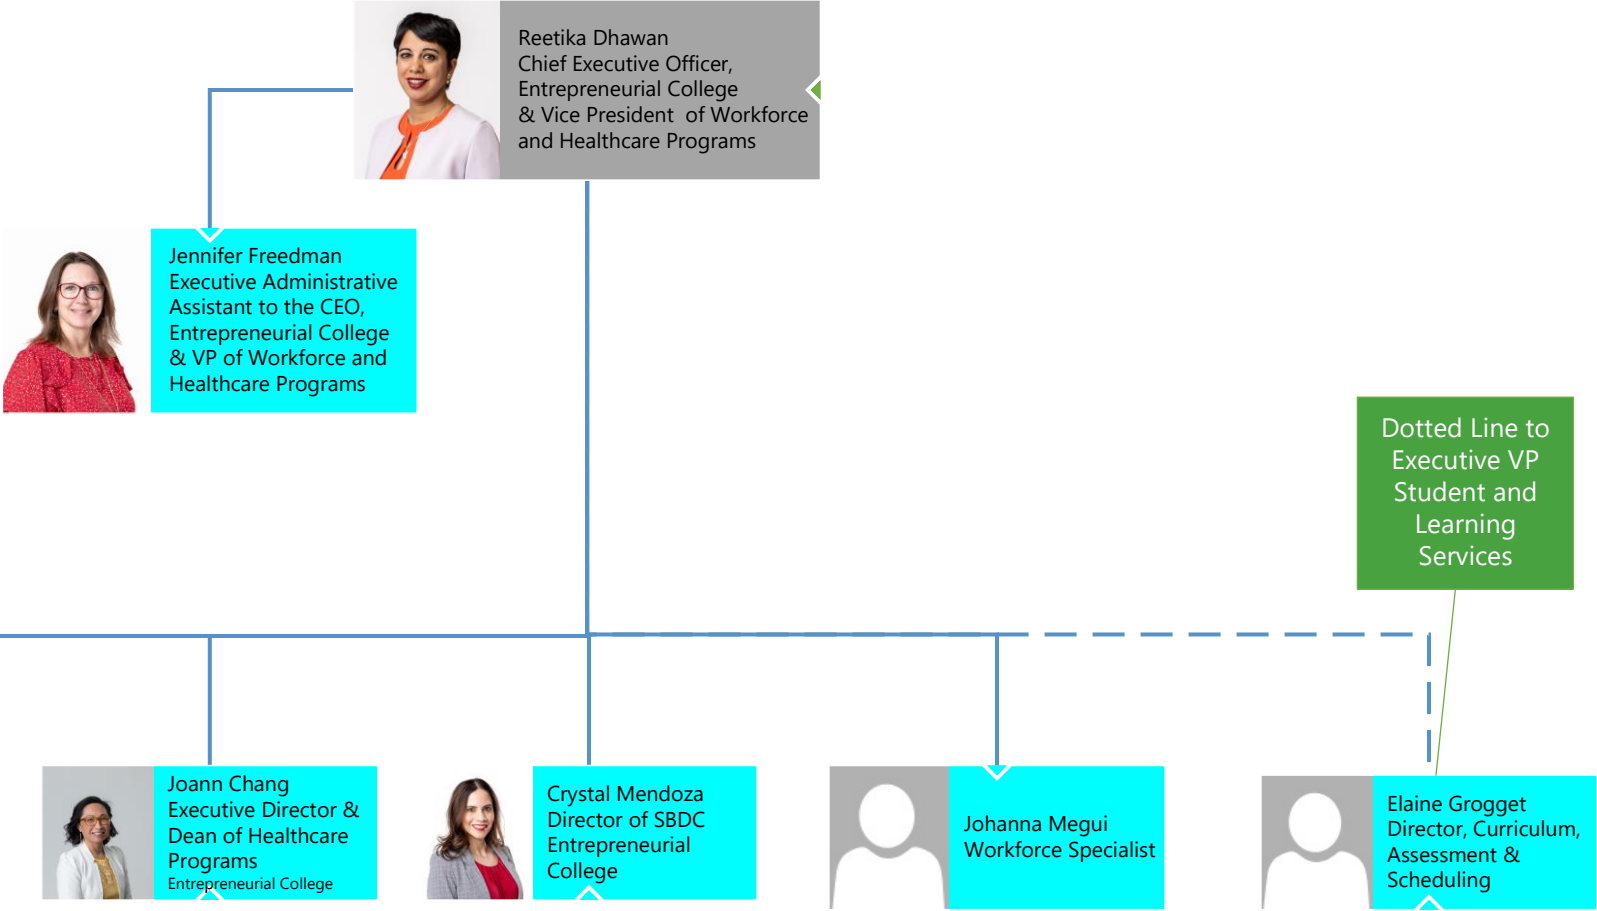 Reetika Dhawan
Chief Executive Officer,
Entrepreneurial College
& Vice President of Workforce
and Healthcare Programs
Jennifer Freedman
Executive Administrative
Assistant to the CEO,
Entrepreneurial College
& VP of Workforce and
Healthcare Programs
Dotted Line to
Executive VP
Student and
Learning
Services
Joann Chang
Executive Director &
Dean of Healthcare
Programs
Entrepreneurial College
Crystal Mendoza
Director of SBDC
Entrepreneurial
College
Johanna Megui
Workforce Specialist
Elaine Grogget
Director, Curriculum,
Assessment &
Scheduling